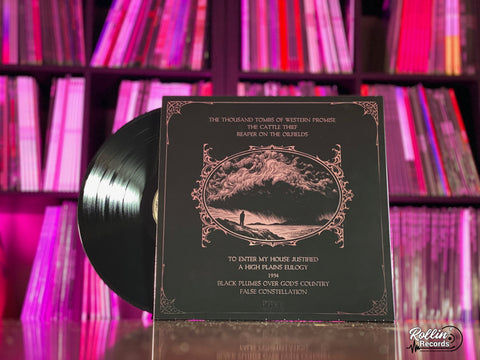 THE THOUSAND TOMBS OF WESTERN PROMISE
THE CATTLE THIEF
REAPER ON THE OILFIELDS
TO ENTER MY HOUSE JUSTIFIED
A HIGH PLAINS EULOGY
1934
BLACK PLUMES OVER GOD'S COUNTRY
FALSE CONSTELLATION
Rollin'
Records